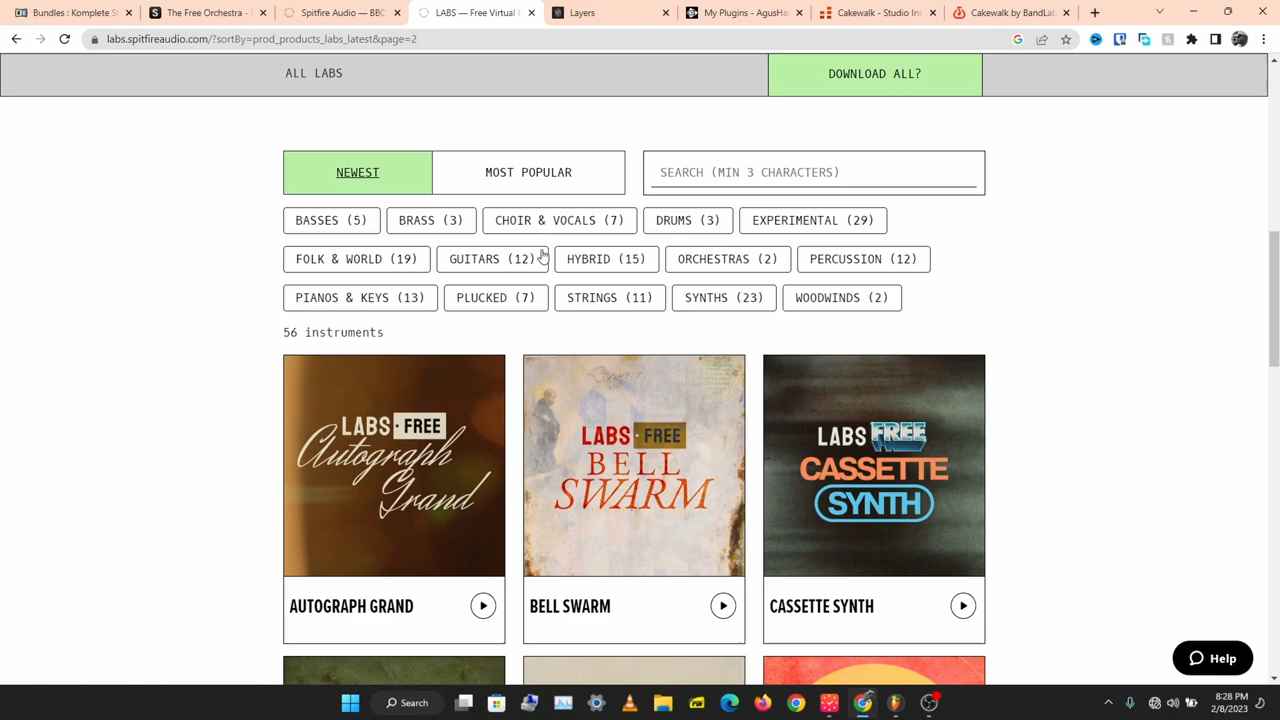 Bundles : Komplete St
The Free Orchestra -
Spitfire Audio — BBC
LABS — Free Virtual I
Layers
My Plugins - AgusHa
Cakewalk - Studio Ins
Cakewalk by BandLab
labs.spitfireaudio.com/?sortBy=prod_products_labs_latest&page=2
ALL LABS
DOWNLOAD ALL?
NEWEST
MOST POPULAR
SEARCH (MIN 3 CHARACTERS)
BASSES (5)
BRASS (3)
CHOIR & VOCALS (7)
DRUMS (3)
EXPERIMENTAL (29)
FOLK & WORLD (19)
GUITARS (12)
HYBRID (15)
ORCHESTRAS (2)
PERCUSSION (12)
PIANOS & KEYS (13)
PLUCKED (7)
STRINGS (11)
SYNTHS (23)
WOODWINDS (2)
56 instruments
LABS • FREE
Autograph
Grand
LABS • FREE
BELL
SWARM
LABS FREE
CASSETTE
SYNTH
AUTOGRAPH GRAND
BELL SWARM
CASSETTE SYNTH
Help
Search
8:28 PM
2/8/2023